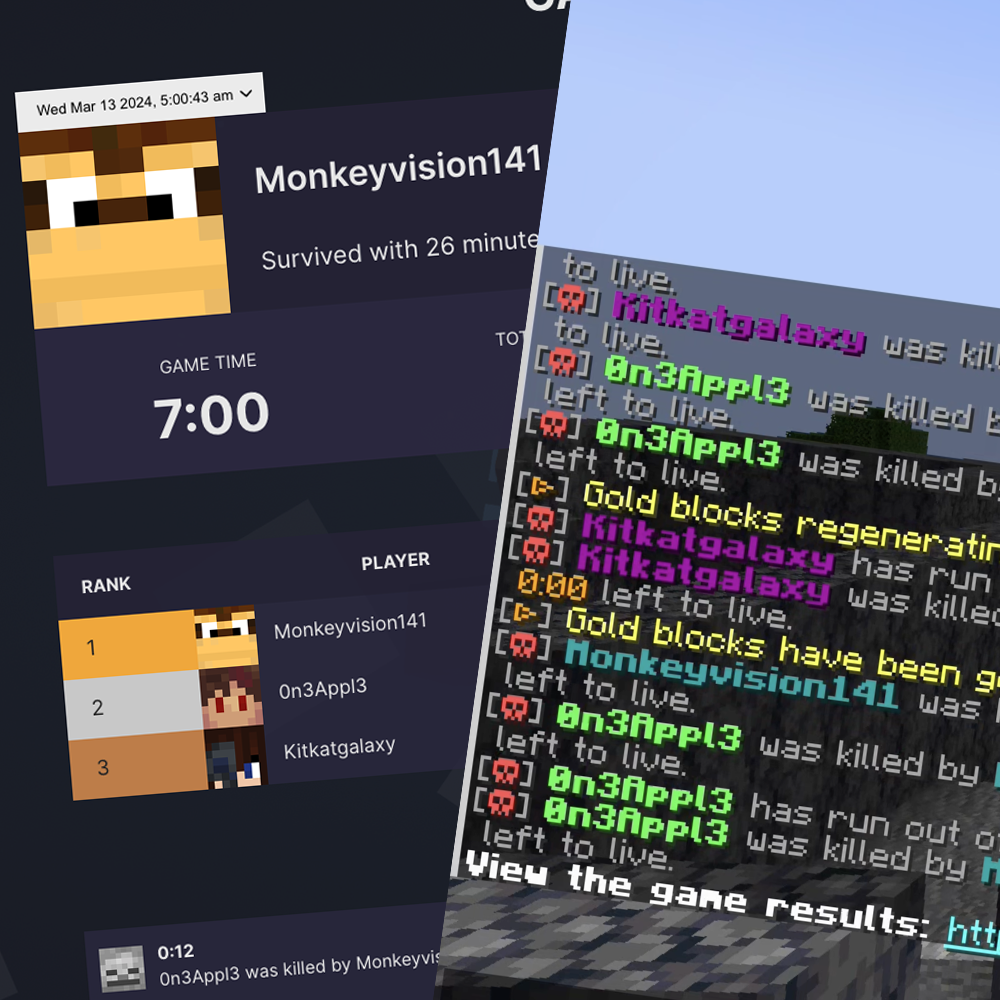 Wed Mar 13 2024, 5:00:43 am
Monkeyvision141
Survived with 26 minute
GAME TIME
7:00
RANK
PLAYER
1
Monkeyvision141
2
0n3Appl3
3
Kitkatgalaxy
0:12
0n3Appl3 was killed by Monkeyvis
to live.
[☠] Kitkatgalaxy was kill
to live.
[☠] 0n3Appl3 was killed b
left to live.
[☠] 0n3Appl3 was killed b
left to live.
[▷] Gold blocks regeneratin
[☠] Kitkatgalaxy has run
[☠] Kitkatgalaxy was killed
0:00 left to live.
[▷] Gold blocks have been g
[☠] Monkeyvision141 was
left to live.
[☠] 0n3Appl3 was killed by
left to live.
[☠] 0n3Appl3 has run out o
[☠] 0n3Appl3 was killed by M
left to live.
View the game results: htt